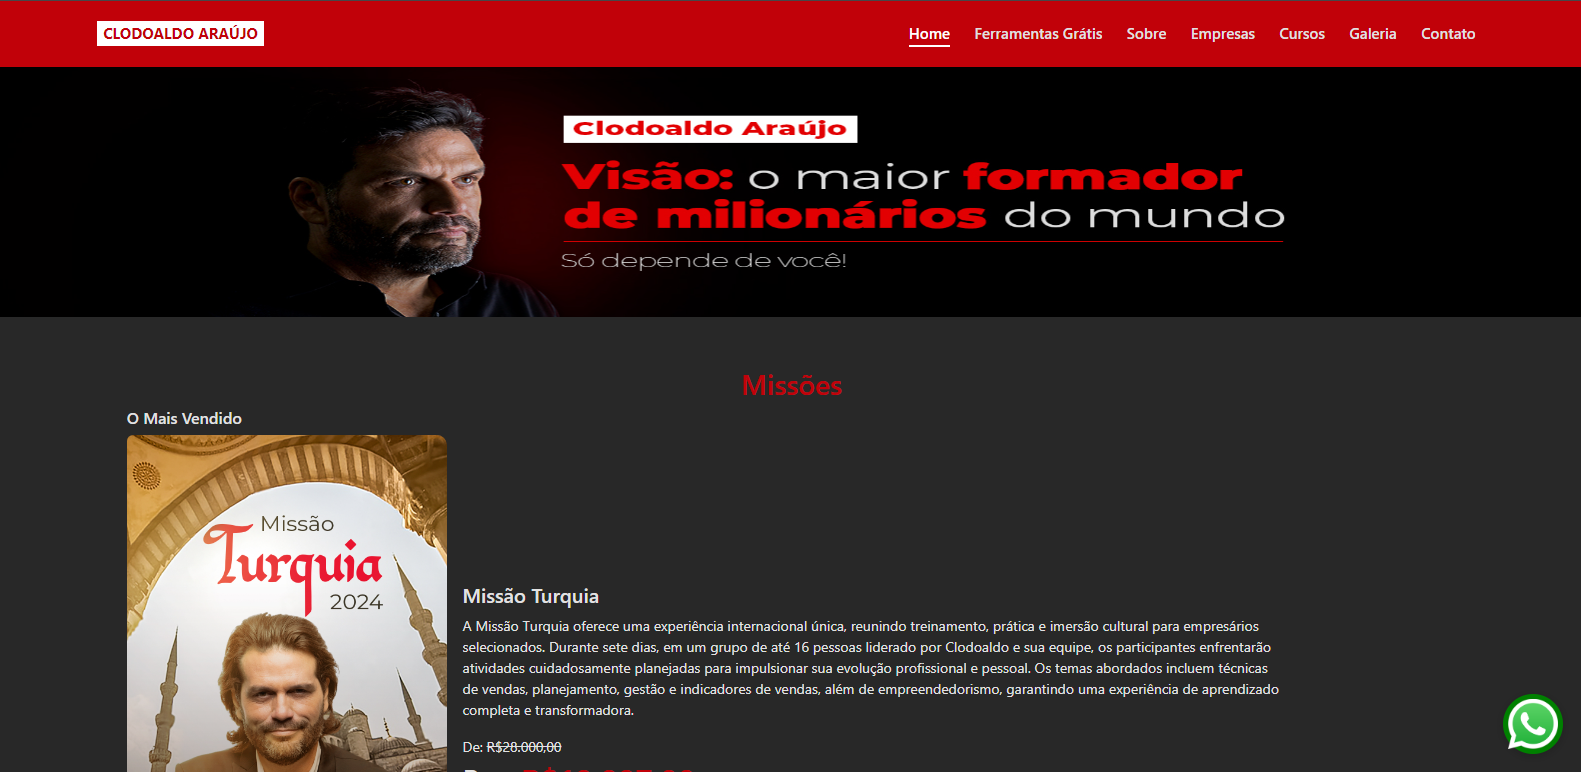 CLODOALDO ARAÚJO
Home Ferramentas Grátis Sobre Empresas Cursos Galeria Contato
Clodoaldo Araújo
Visão: o maior formador
de milionários do mundo
Só depende de você!
Missões
O Mais Vendido
Missão
Turquia
2024
Missão Turquia
A Missão Turquia oferece uma experiência internacional única, reunindo treinamento, prática e imersão cultural para empresários
selecionados. Durante sete dias, em um grupo de até 16 pessoas liderado por Clodoaldo e sua equipe, os participantes enfrentarão
atividades cuidadosamente planejadas para impulsionar sua evolução profissional e pessoal. Os temas abordados incluem técnicas
de vendas, planejamento, gestão e indicadores de vendas, além de empreendedorismo, garantindo uma experiência de aprendizado
completa e transformadora.
De: R$28.000,00